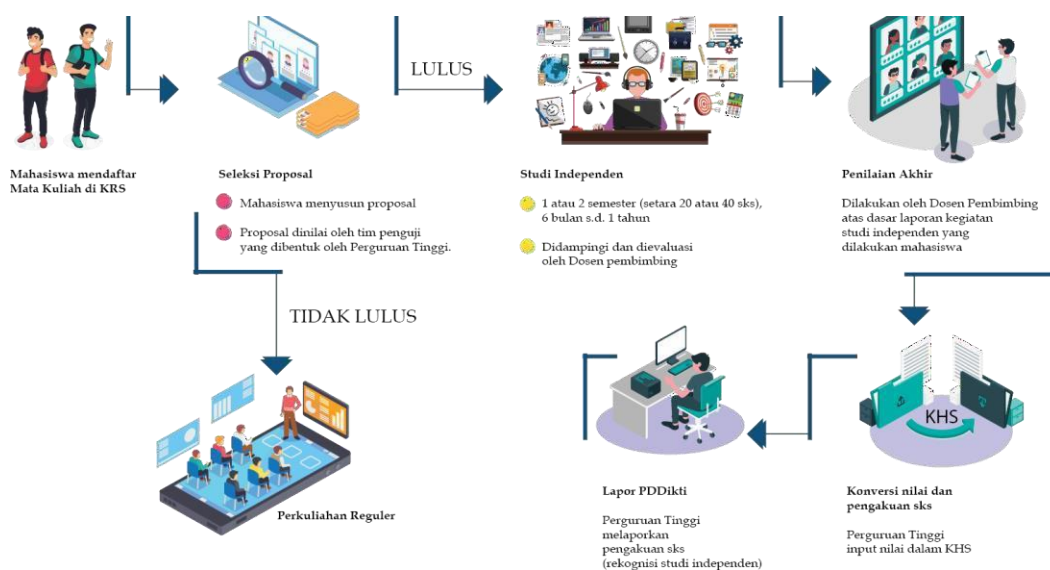 LULUS
Mahasiswa mendaftar
Mata Kuliah di KRS
Seleksi Proposal
Mahasiswa menyusun proposal
Proposal dinilai oleh tim penguji
yang dibentuk oleh Perguruan Tinggi.
Studi Independen
1 atau 2 semester (setara 20 atau 40 sks),
6 bulan s.d. 1 tahun
Didampingi dan dievaluasi
oleh Dosen pembimbing
Penilaian Akhir
Dilakukan oleh Dosen Pembimbing
atas dasar laporan kegiatan
studi independen yang
dilakukan mahasiswa
TIDAK LULUS
Perkuliahan Reguler
KHS
Konversi nilai dan
pengakuan sks
Perguruan Tinggi
input nilai dalam KHS
Lapor PDDikti
Perguruan Tinggi
melaporkan
pengakuan sks
(rekognisi studi independen)